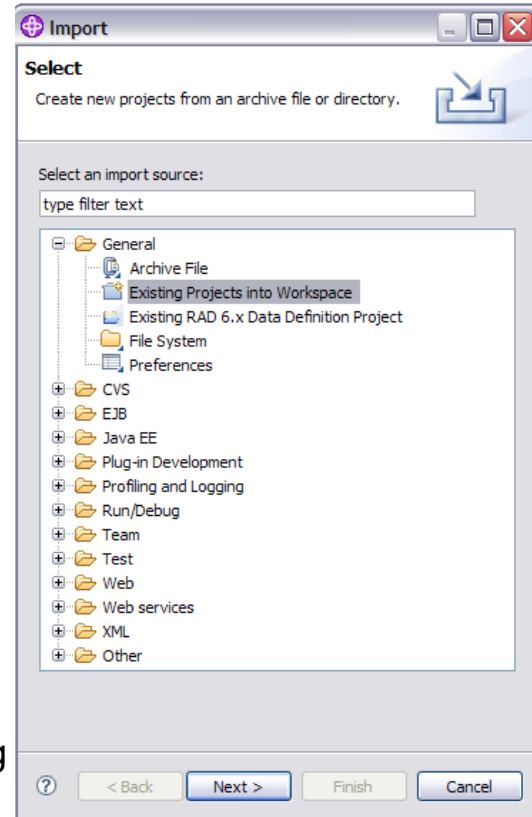 Import
Select
Create new projects from an archive file or directory.
Select an import source:
type filter text
General
Archive File
Existing Projects into Workspace
Existing RAD 6.x Data Definition Project
File System
Preferences
CVS
EJB
Java EE
Plug-in Development
Profiling and Logging
Run/Debug
Team
Test
Web
Web services
XML
Other
g
? < Back Next > Finish Cancel